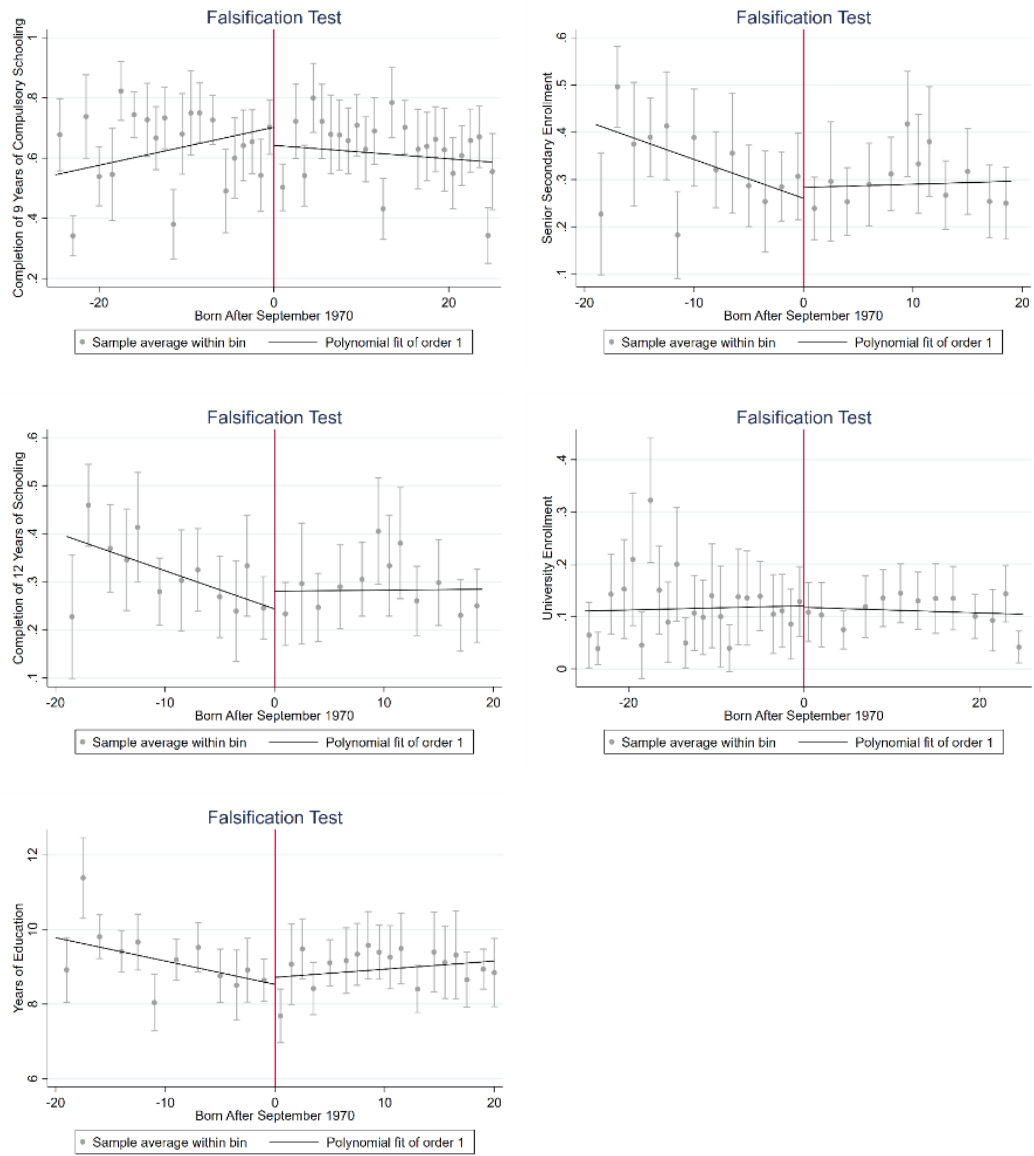 Falsification Test
Completion of 9 Years of Compulsory Schooling
1
.8
.6
.4
.2
-20
0
20
Born After September 1970
Sample average within bin
Polynomial fit of order 1
Falsification Test
Senior Secondary Enrollment
.6
.5
.4
.3
.2
.1
-20
-10
0
10
20
Born After September 1970
Sample average within bin
Polynomial fit of order 1
Falsification Test
Completion of 12 Years of Schooling
.6
.5
.4
.3
.2
.1
-20
-10
0
10
20
Born After September 1970
Sample average within bin
Polynomial fit of order 1
Falsification Test
University Enrollment
.4
.3
.2
.1
0
-20
0
20
Born After September 1970
Sample average within bin
Polynomial fit of order 1
Falsification Test
Years of Education
12
10
8
6
-20
-10
0
10
20
Born After September 1970
Sample average within bin
Polynomial fit of order 1